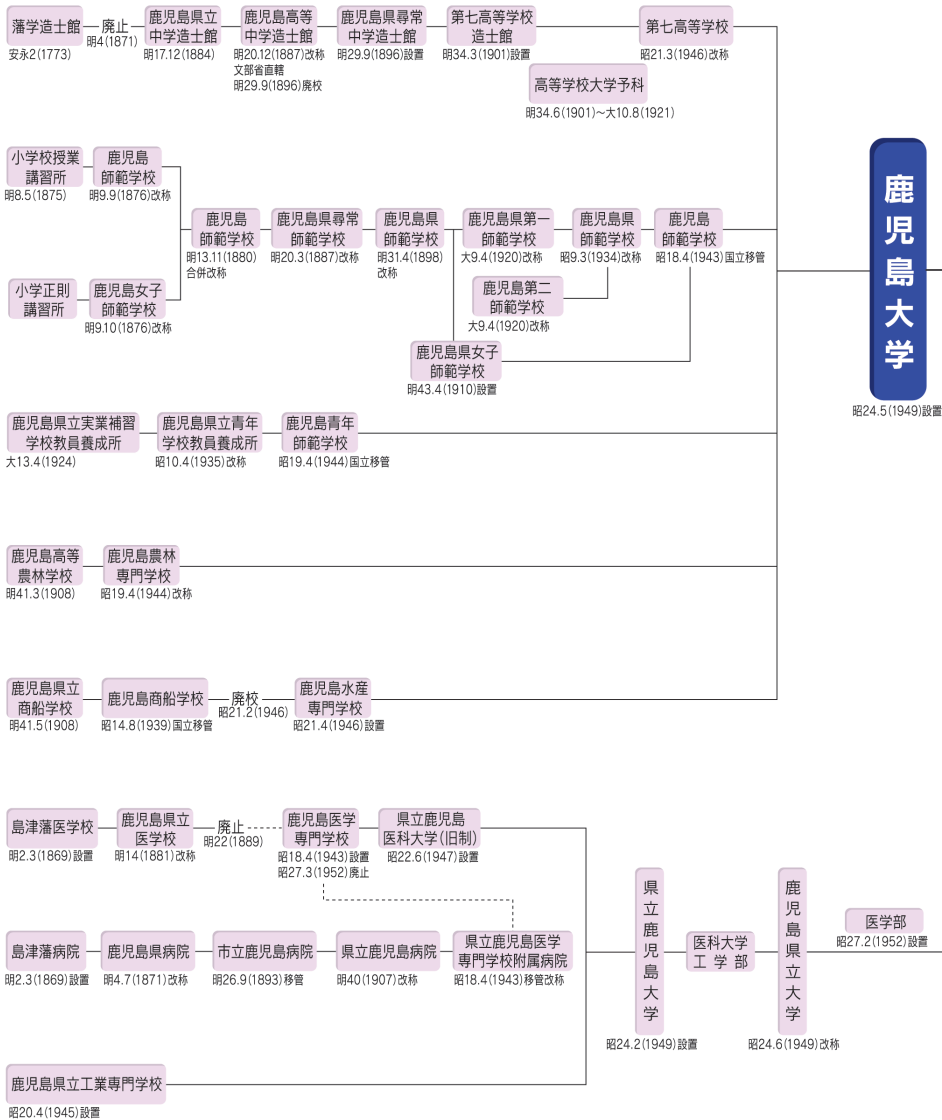 藩学造士館
安永2(1773)
廃止
明4(1871)
鹿児島県立
中学造士館
明17.12(1884)
鹿児島高等
中学造士館
明20.12(1887)改称
文部省直轄
明29.9(1896)廃校
鹿児島県尋常
中学造士館
明29.9(1896)設置
第七高等学校
造士館
明34.3(1901)設置
第七高等学校
昭21.3(1946)改称
高等学校大学予科
明34.6(1901)～大10.8(1921)
小学校授業
講習所
明8.5(1875)
鹿児島
師範学校
明9.9(1876)改称
小学正則
講習所
鹿児島女子
師範学校
明9.10(1876)改称
鹿児島
師範学校
明13.11(1880)
合併改称
鹿児島県尋常
師範学校
明20.3(1887)改称
鹿児島県
師範学校
明31.4(1898)
改称
鹿児島県第一
師範学校
大9.4(1920)改称
鹿児島県
師範学校
昭9.3(1934)改称
鹿児島
師範学校
昭18.4(1943)国立移管
鹿児島第二
師範学校
大9.4(1920)改称
鹿児島県女子
師範学校
明43.4(1910)設置
鹿児島大学
昭24.5(1949)設置
鹿児島県立実業補習
学校教員養成所
大13.4(1924)
鹿児島県立青年
学校教員養成所
昭10.4(1935)改称
鹿児島青年
師範学校
昭19.4(1944)国立移管
鹿児島高等
農林学校
明41.3(1908)
鹿児島農林
専門学校
昭19.4(1944)改称
鹿児島県立
商船学校
明41.5(1908)
鹿児島商船学校
昭14.8(1939)国立移管
廃校
昭21.2(1946)
鹿児島水産
専門学校
昭21.4(1946)設置
島津藩医学校
明2.3(1869)設置
鹿児島県立
医学校
明14(1881)改称
廃止
明22(1889)
鹿児島医学
専門学校
昭18.4(1943)設置
昭27.3(1952)廃止
県立鹿児島
医科大学(旧制)
昭22.6(1947)設置
島津藩病院
明2.3(1869)設置
鹿児島県病院
明4.7(1871)改称
市立鹿児島病院
明26.9(1893)移管
県立鹿児島病院
明40(1907)改称
県立鹿児島医学
専門学校附属病院
昭18.4(1943)移管改称
鹿児島県立工業専門学校
昭20.4(1945)設置
県立鹿児島大学
昭24.2(1949)設置
医科大学
工学部
鹿児島県立大学
昭24.6(1949)改称
医学部
昭27.2(1952)設置